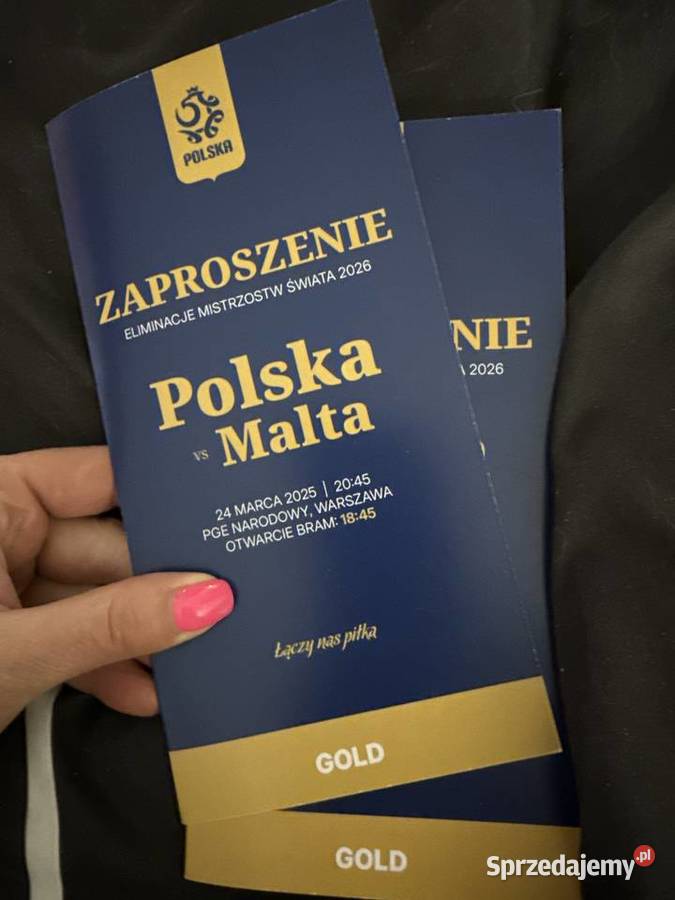 POLSKA
ZAPROSZENIE
ELIMINACJE MISTRZOSTW ŚWIATA 2026
Polska
vs Malta
24 MARCA 2025 | 20:45
PGE NARODOWY, WARSZAWA
OTWARCIE BRAM: 18:45
Łączy nas piłka
GOLD
NIE
A 2026
GOLD
Sprzedajemy.pl